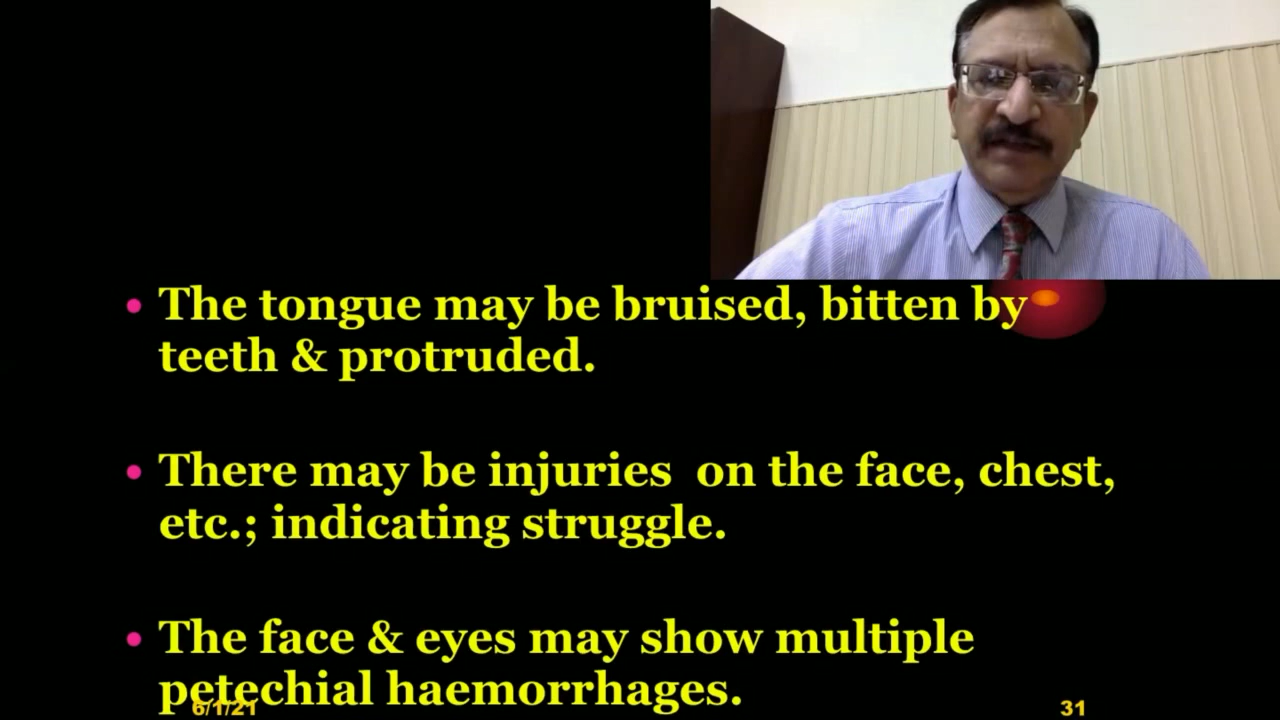 • The tongue may be bruised, bitten by
teeth & protruded.
• There may be injuries on the face, chest,
etc.; indicating struggle.
• The face & eyes may show multiple
petechial haemorrhages.
6/1/21
31